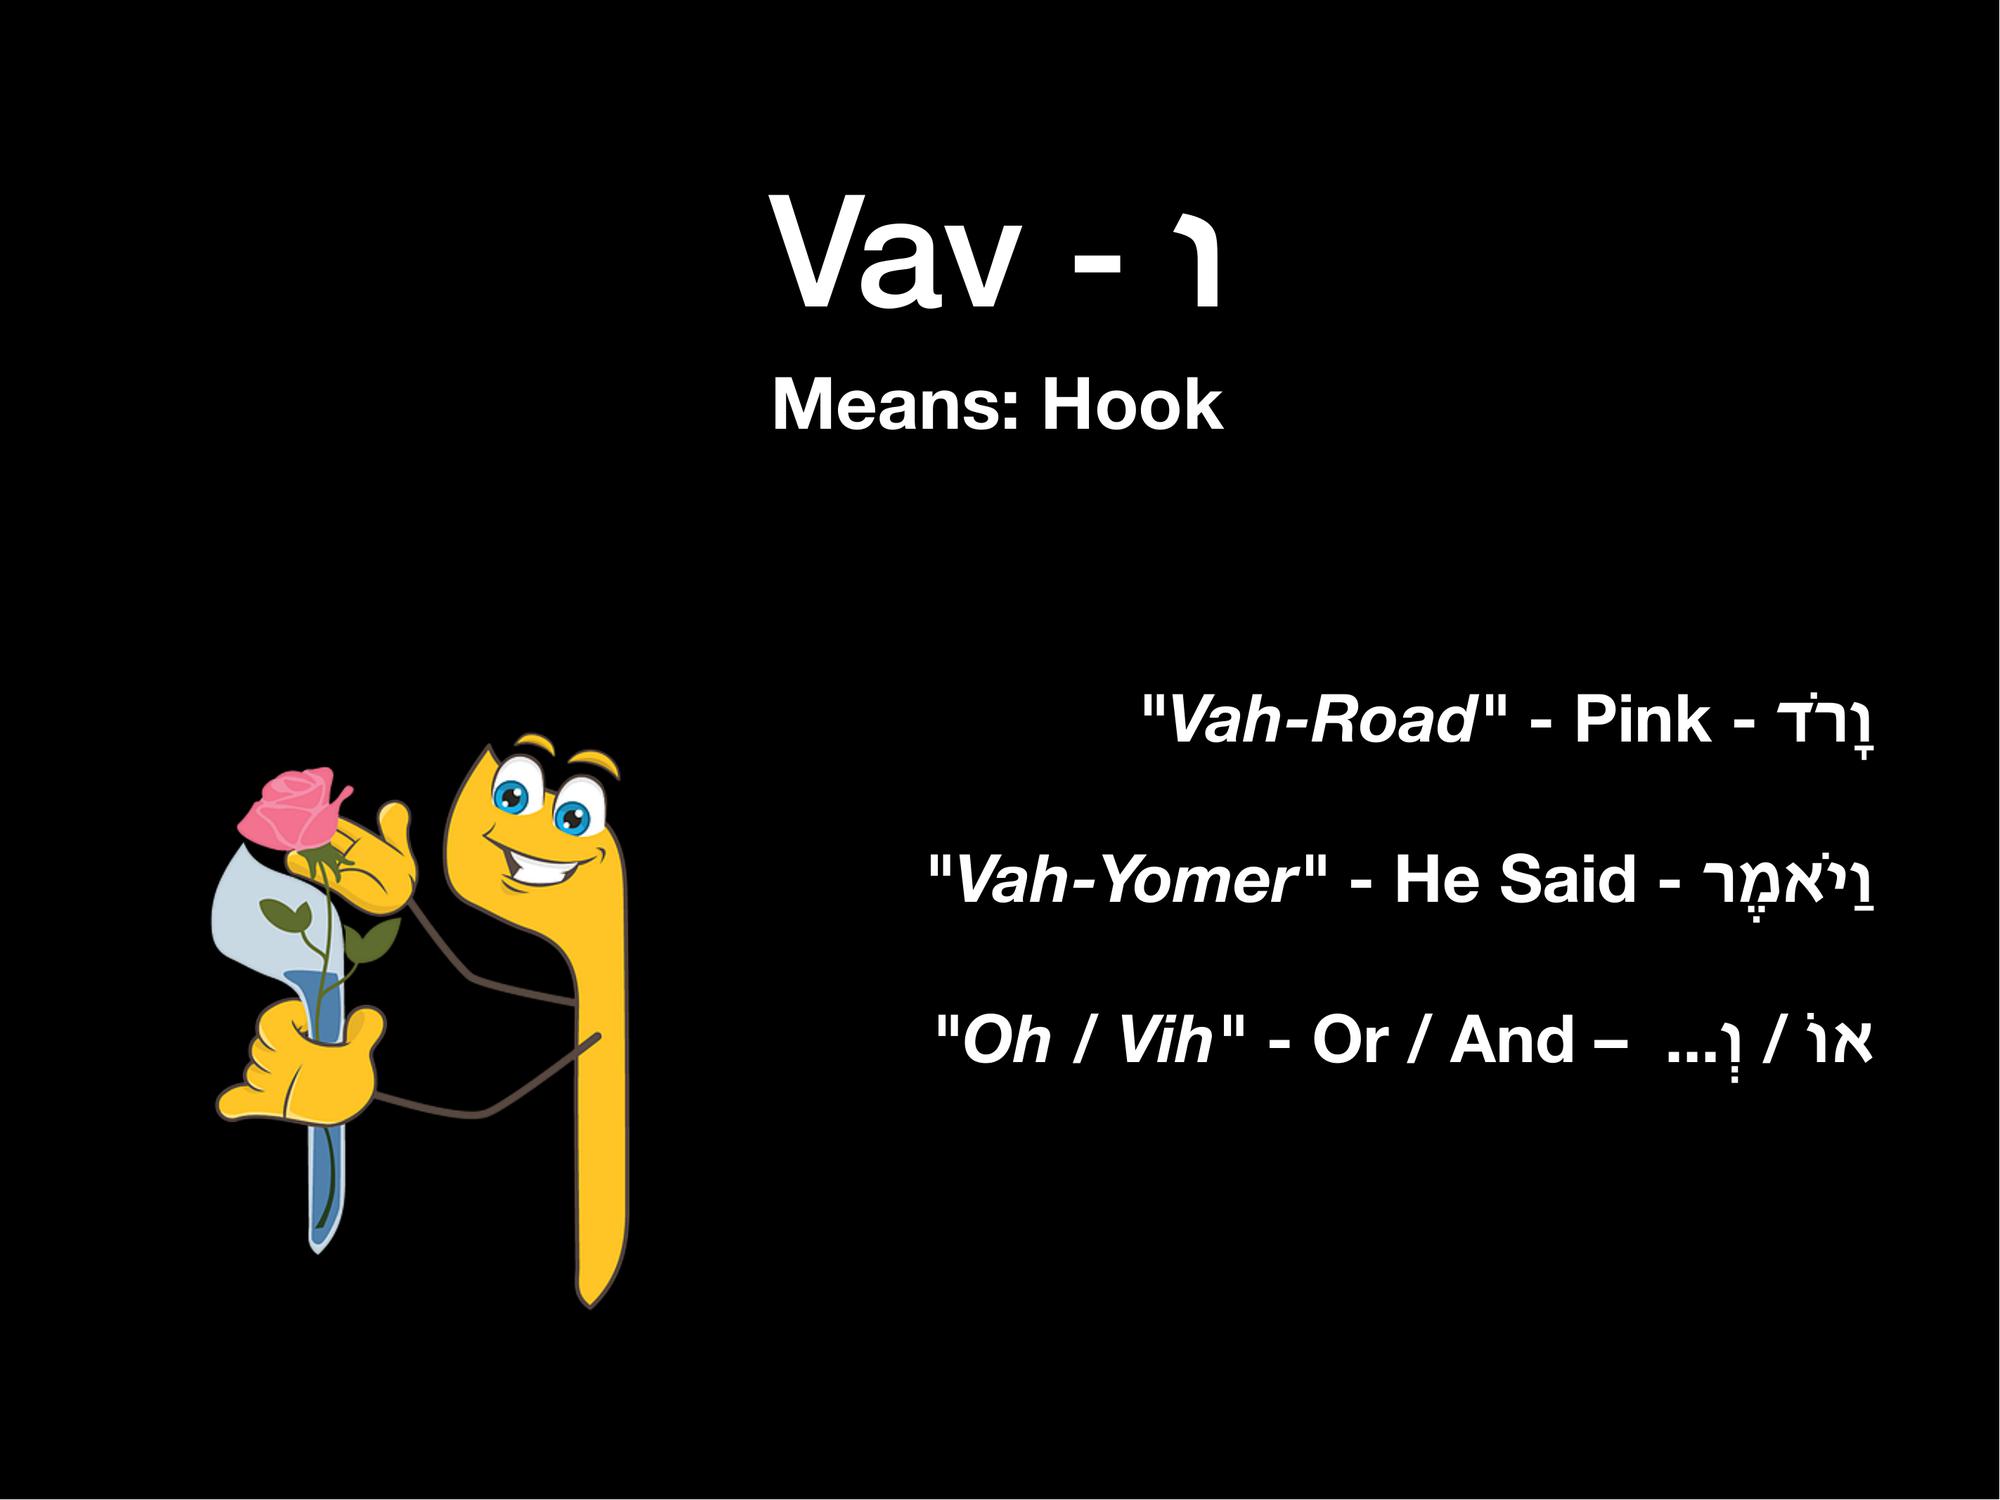 Vav - ו
Means: Hook
"Vah-Road" - Pink - וָרֹד
"Vah-Yomer" - He Said - וַיֹּאמֶר
"Oh / Vih" - Or / And – אוֹ / וְ...